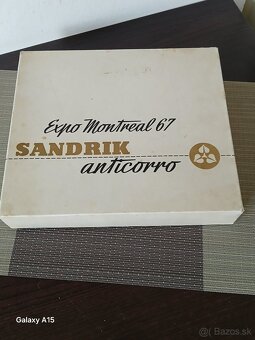 Expo Montreal 67
SANDRIK
anticorro
Galaxy A15
Bazos.sk